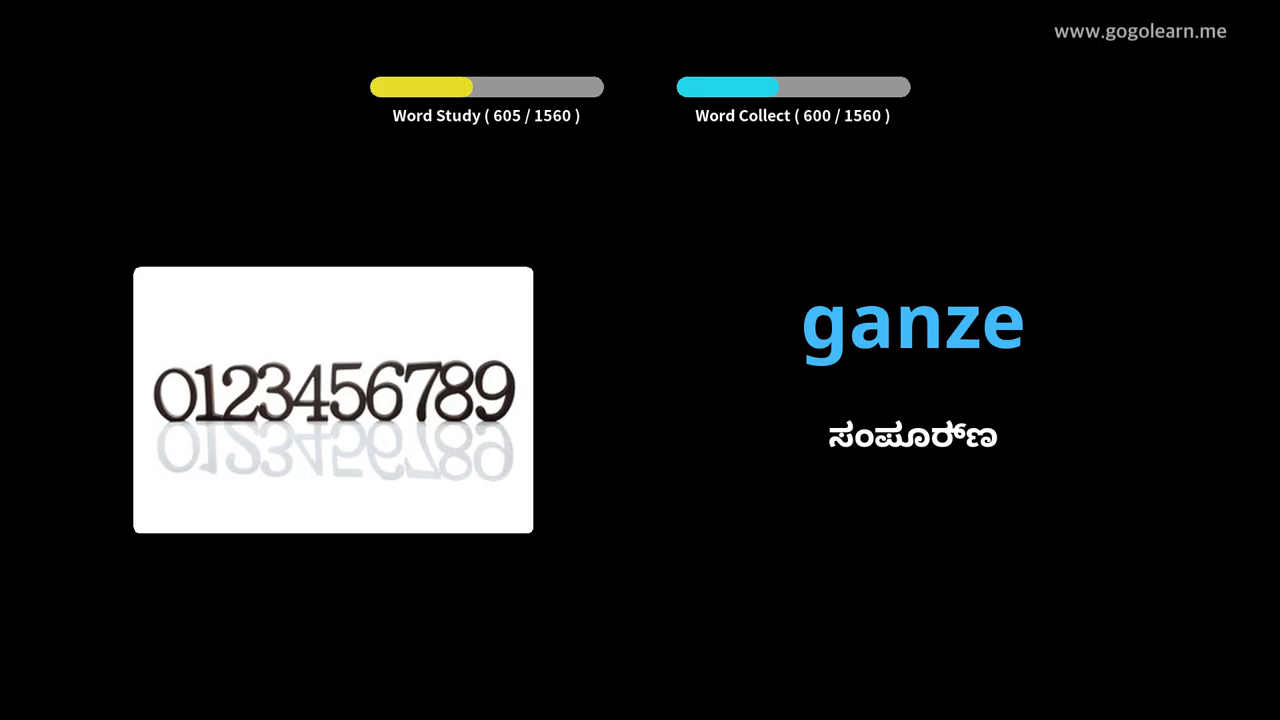 www.gogolearn.me
Word Study ( 605 / 1560 )
Word Collect ( 600 / 1560 )
ganze
0123456789
ಸಂಪೂರ್‍ಣ